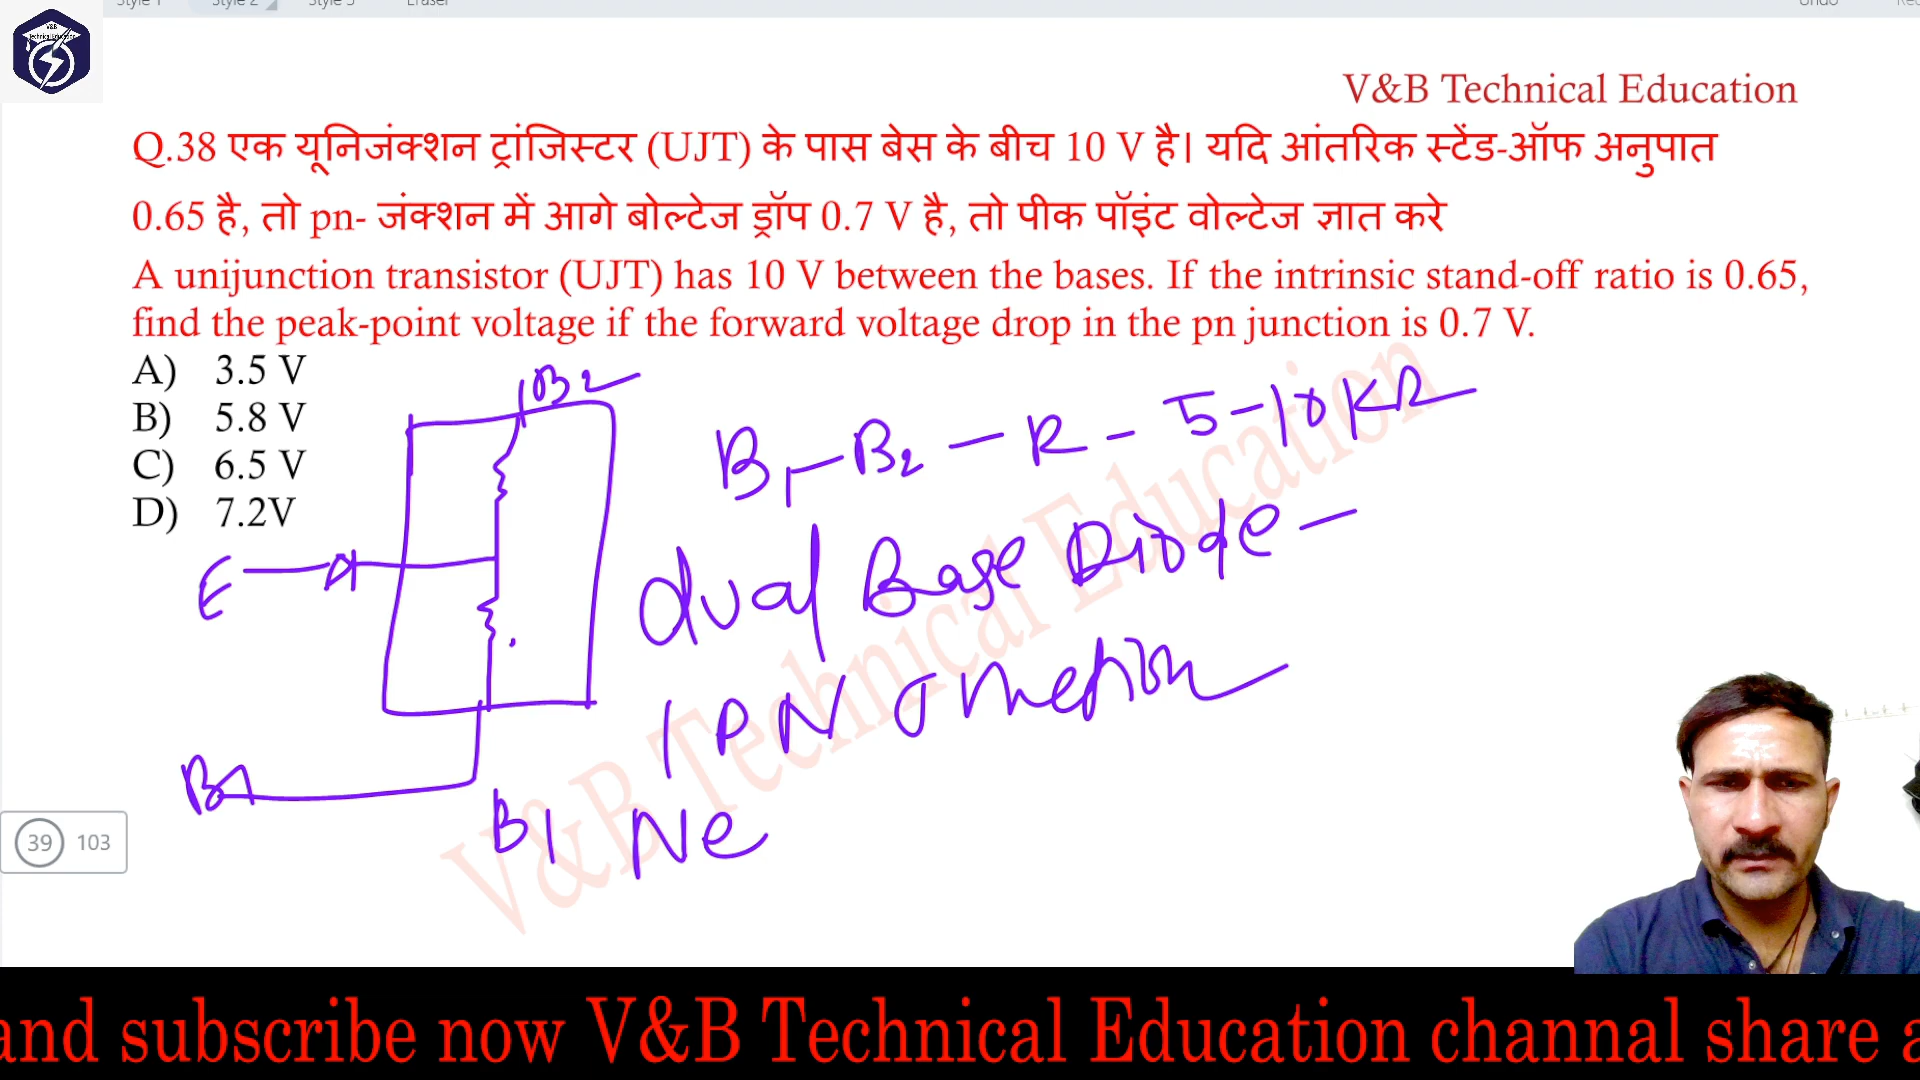 V&B Technical Education
Q.38 एक यूनिजंक्शन ट्रांजिस्टर (UJT) के पास बेस के बीच 10 V है। यदि आंतरिक स्टेंड-ऑफ अनुपात
0.65 है, तो pn- जंक्शन में आगे बोल्टेज ड्रॉप 0.7 V है, तो पीक पॉइंट वोल्टेज ज्ञात करे
A unijunction transistor (UJT) has 10 V between the bases. If the intrinsic stand-off ratio is 0.65,
find the peak-point voltage if the forward voltage drop in the pn junction is 0.7 V.
A) 3.5 V
B) 5.8 V
C) 6.5 V
D) 7.2V
B2
B1-B2 - R - 5-10KΩ
E
dual Base Diode -
1 PN
B1
B1
Ne
V&B Technical Education
39 103
and subscribe now V&B Technical Education channal share a